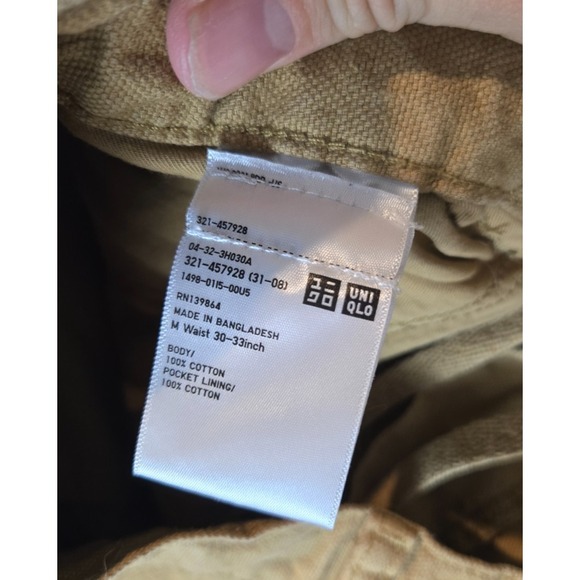 321-457928
04-32-3H030A
321-457928 (31-08)
1498-0115-00U5
RN139864
MADE IN BANGLADESH
M Waist 30-33inch
BODY/
100% COTTON
POCKET LINING/
100% COTTON
ユニ
クロ
UNI
QLO